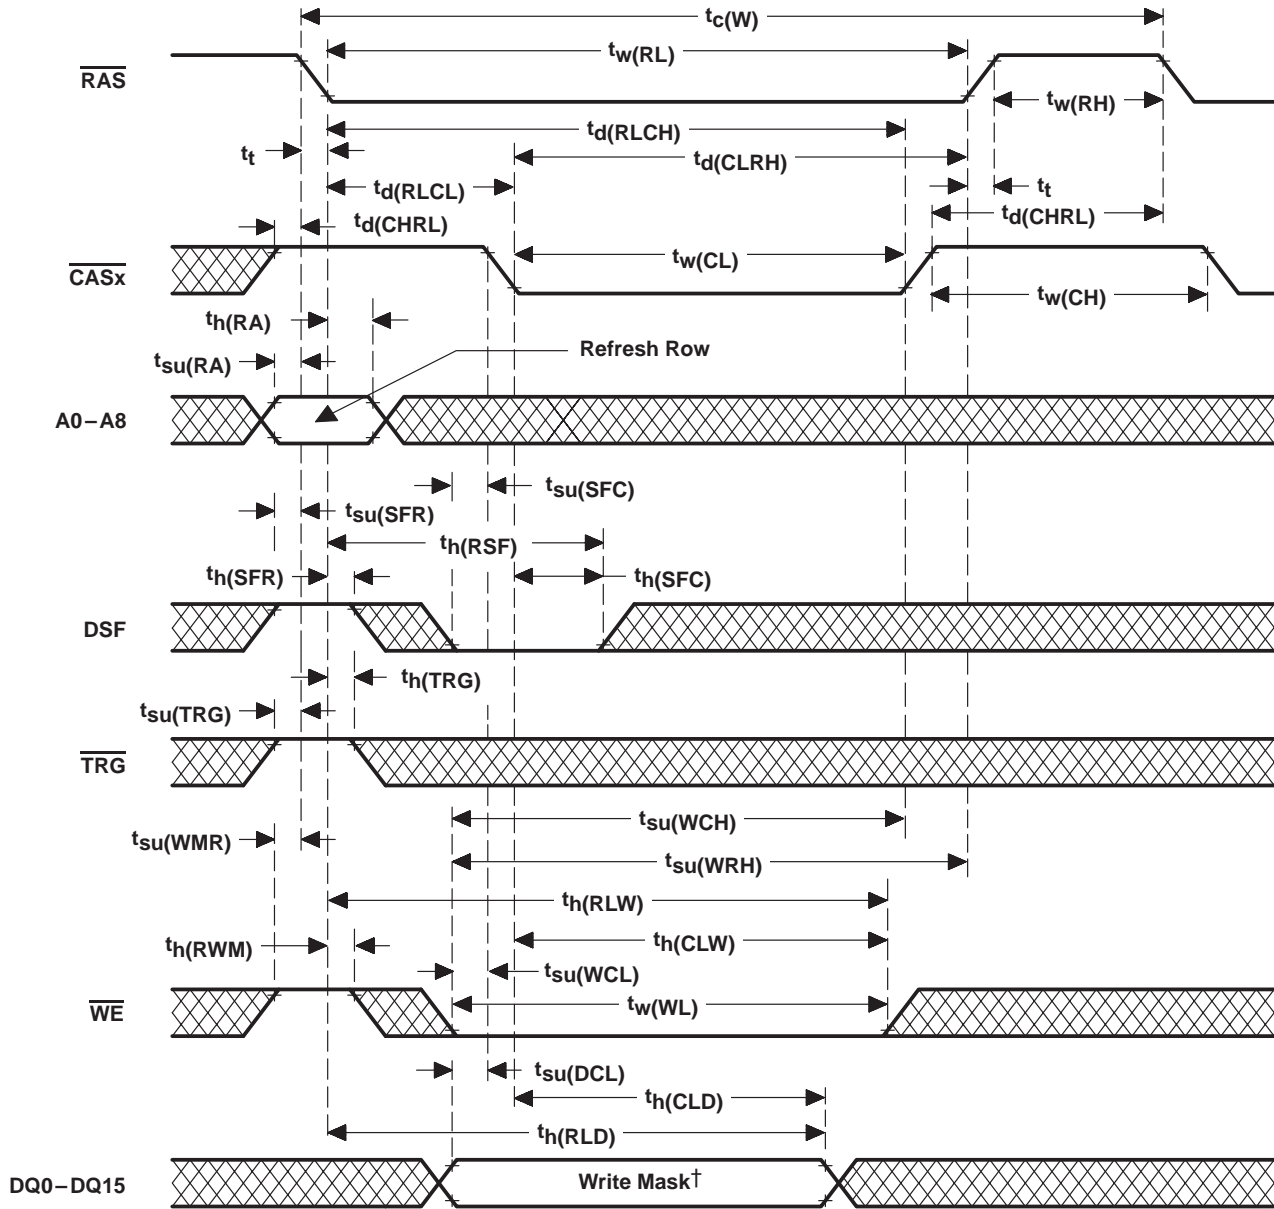 tc(W)
tw(RL)
RAS
tw(RH)
td(RLCH)
tt
td(CLRH)
td(RLCL)
tt
td(CHRL)
td(CHRL)
CASx
tw(CL)
tw(CH)
th(RA)
Refresh Row
tsu(RA)
A0–A8
tsu(SFC)
tsu(SFR)
th(RSF)
th(SFR)
th(SFC)
DSF
th(TRG)
tsu(TRG)
TRG
tsu(WCH)
tsu(WMR)
tsu(WRH)
th(RLW)
th(RWM)
th(CLW)
tsu(WCL)
tw(WL)
WE
tsu(DCL)
th(CLD)
th(RLD)
DQ0–DQ15
Write Mask†